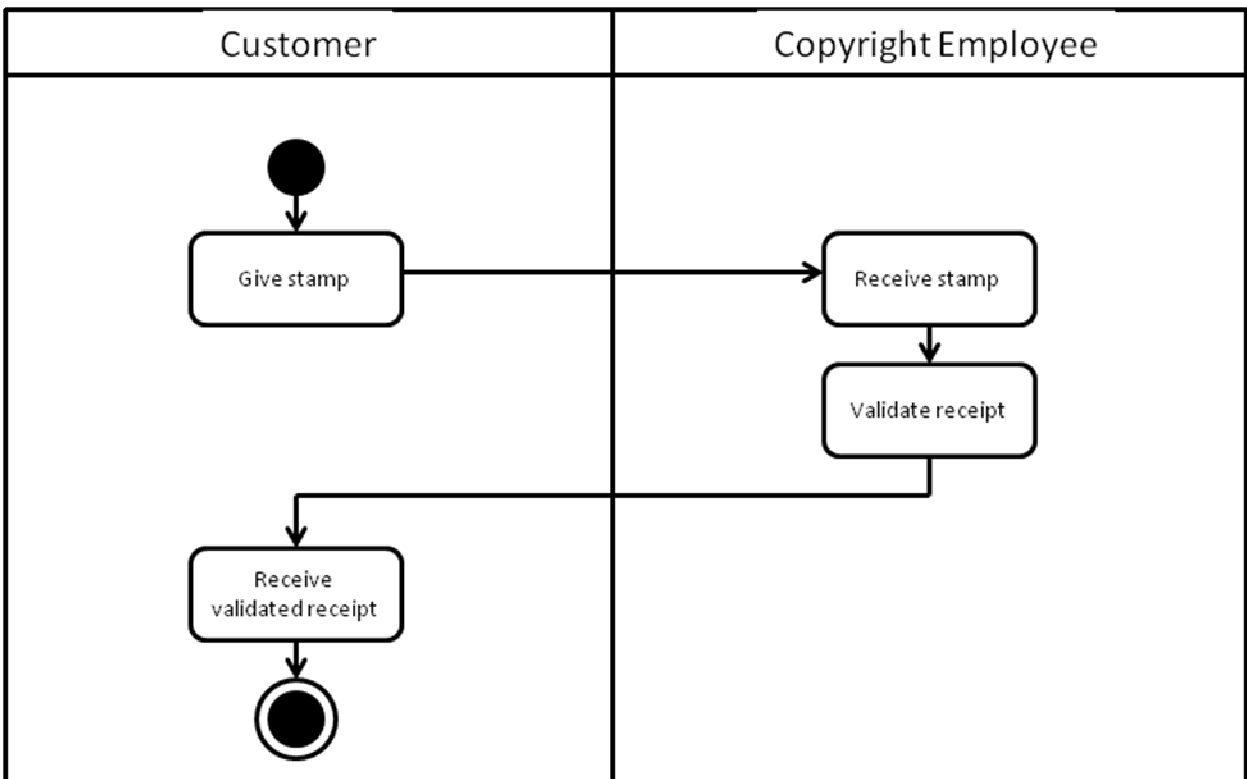 Customer
Copyright Employee
Give stamp
Receive stamp
Validate receipt
Receive
validated receipt